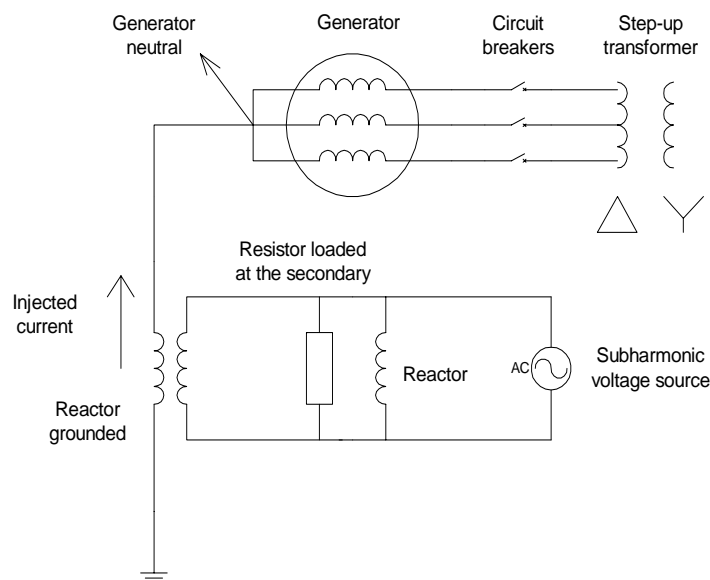 Generator
neutral
Generator
Circuit
breakers
Step-up
transformer
Resistor loaded
at the secondary
Injected
current
Reactor
grounded
Reactor
AC
Subharmonic
voltage source